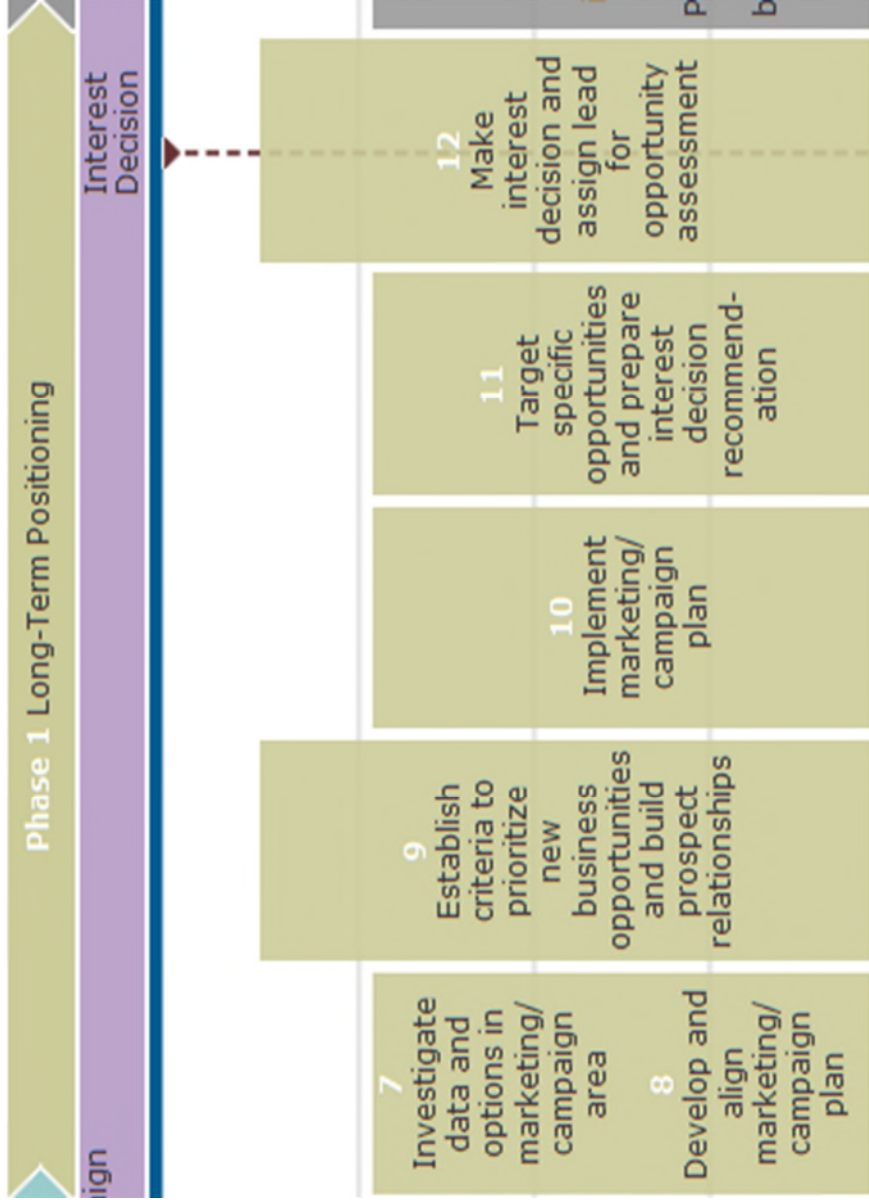 Phase 1 Long-Term Positioning
Interest
Decision
7
Investigate
data and
options in
marketing/
campaign
area
8
Develop and
align
marketing/
campaign
plan
9
Establish
criteria to
prioritize
new
business
opportunities
and build
prospect
relationships
10
Implement
marketing/
campaign
plan
11
Target
specific
opportunities
and prepare
interest
decision
recommend-
ation
12
Make
interest
decision and
assign lead
for
opportunity
assessment